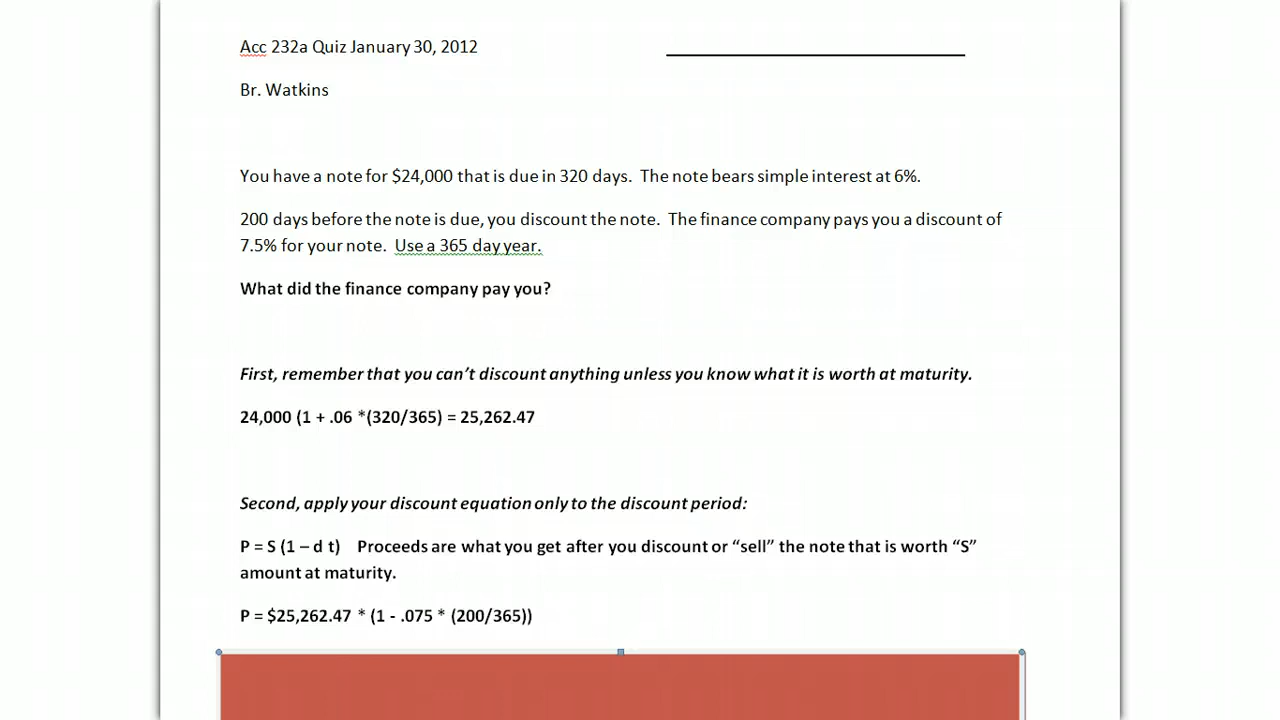 Acc 232a Quiz January 30, 2012
Br. Watkins
You have a note for $24,000 that is due in 320 days.  The note bears simple interest at 6%.
200 days before the note is due, you discount the note.  The finance company pays you a discount of
7.5% for your note.  Use a 365 day year.
What did the finance company pay you?
First, remember that you can’t discount anything unless you know what it is worth at maturity.
24,000 (1 + .06 *(320/365) = 25,262.47
Second, apply your discount equation only to the discount period:
P = S (1 – d t)    Proceeds are what you get after you discount or “sell” the note that is worth “S”
amount at maturity.
P = $25,262.47 * (1 - .075 * (200/365))